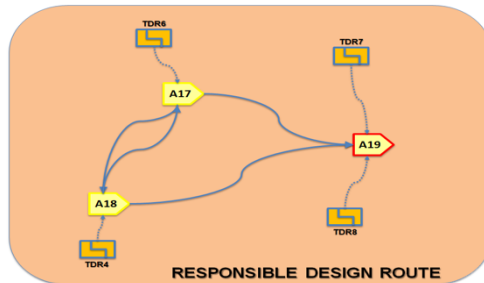 TDR6
TDR7
A17
A19
A18
TDR4
TDR8
RESPONSIBLE DESIGN ROUTE